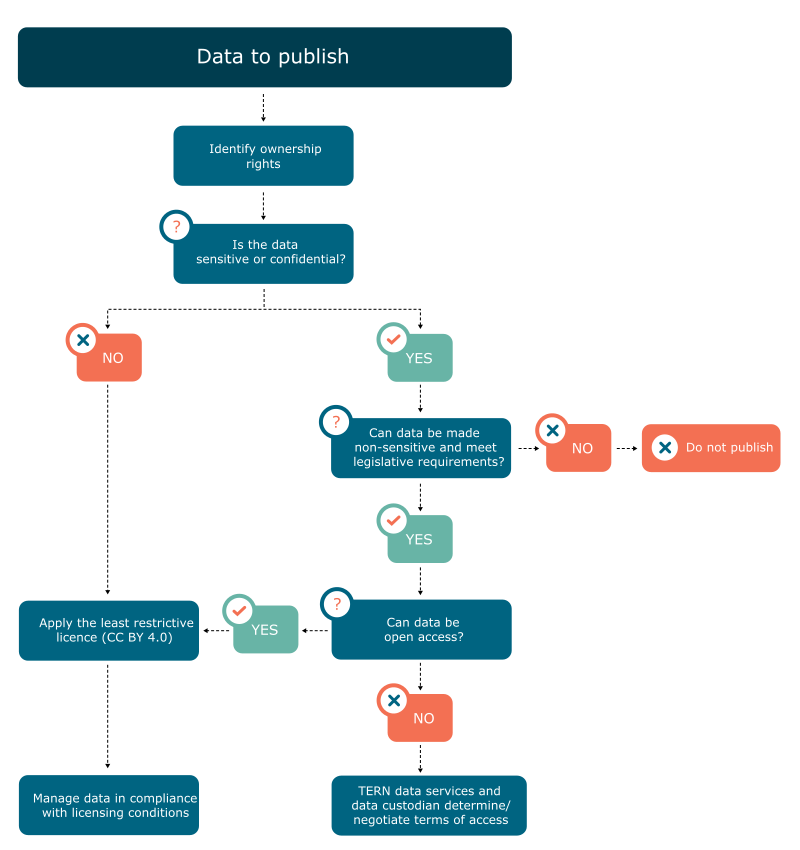 Data to publish
Identify ownership
rights
?
Is the data
sensitive or confidential?
NO
YES
?
Can data be made
non-sensitive and meet
legislative requirements?
NO
Do not publish
YES
Apply the least restrictive
licence (CC BY 4.0)
YES
?
Can data be
open access?
NO
Manage data in compliance
with licensing conditions
TERN data services and
data custodian determine/
negotiate terms of access